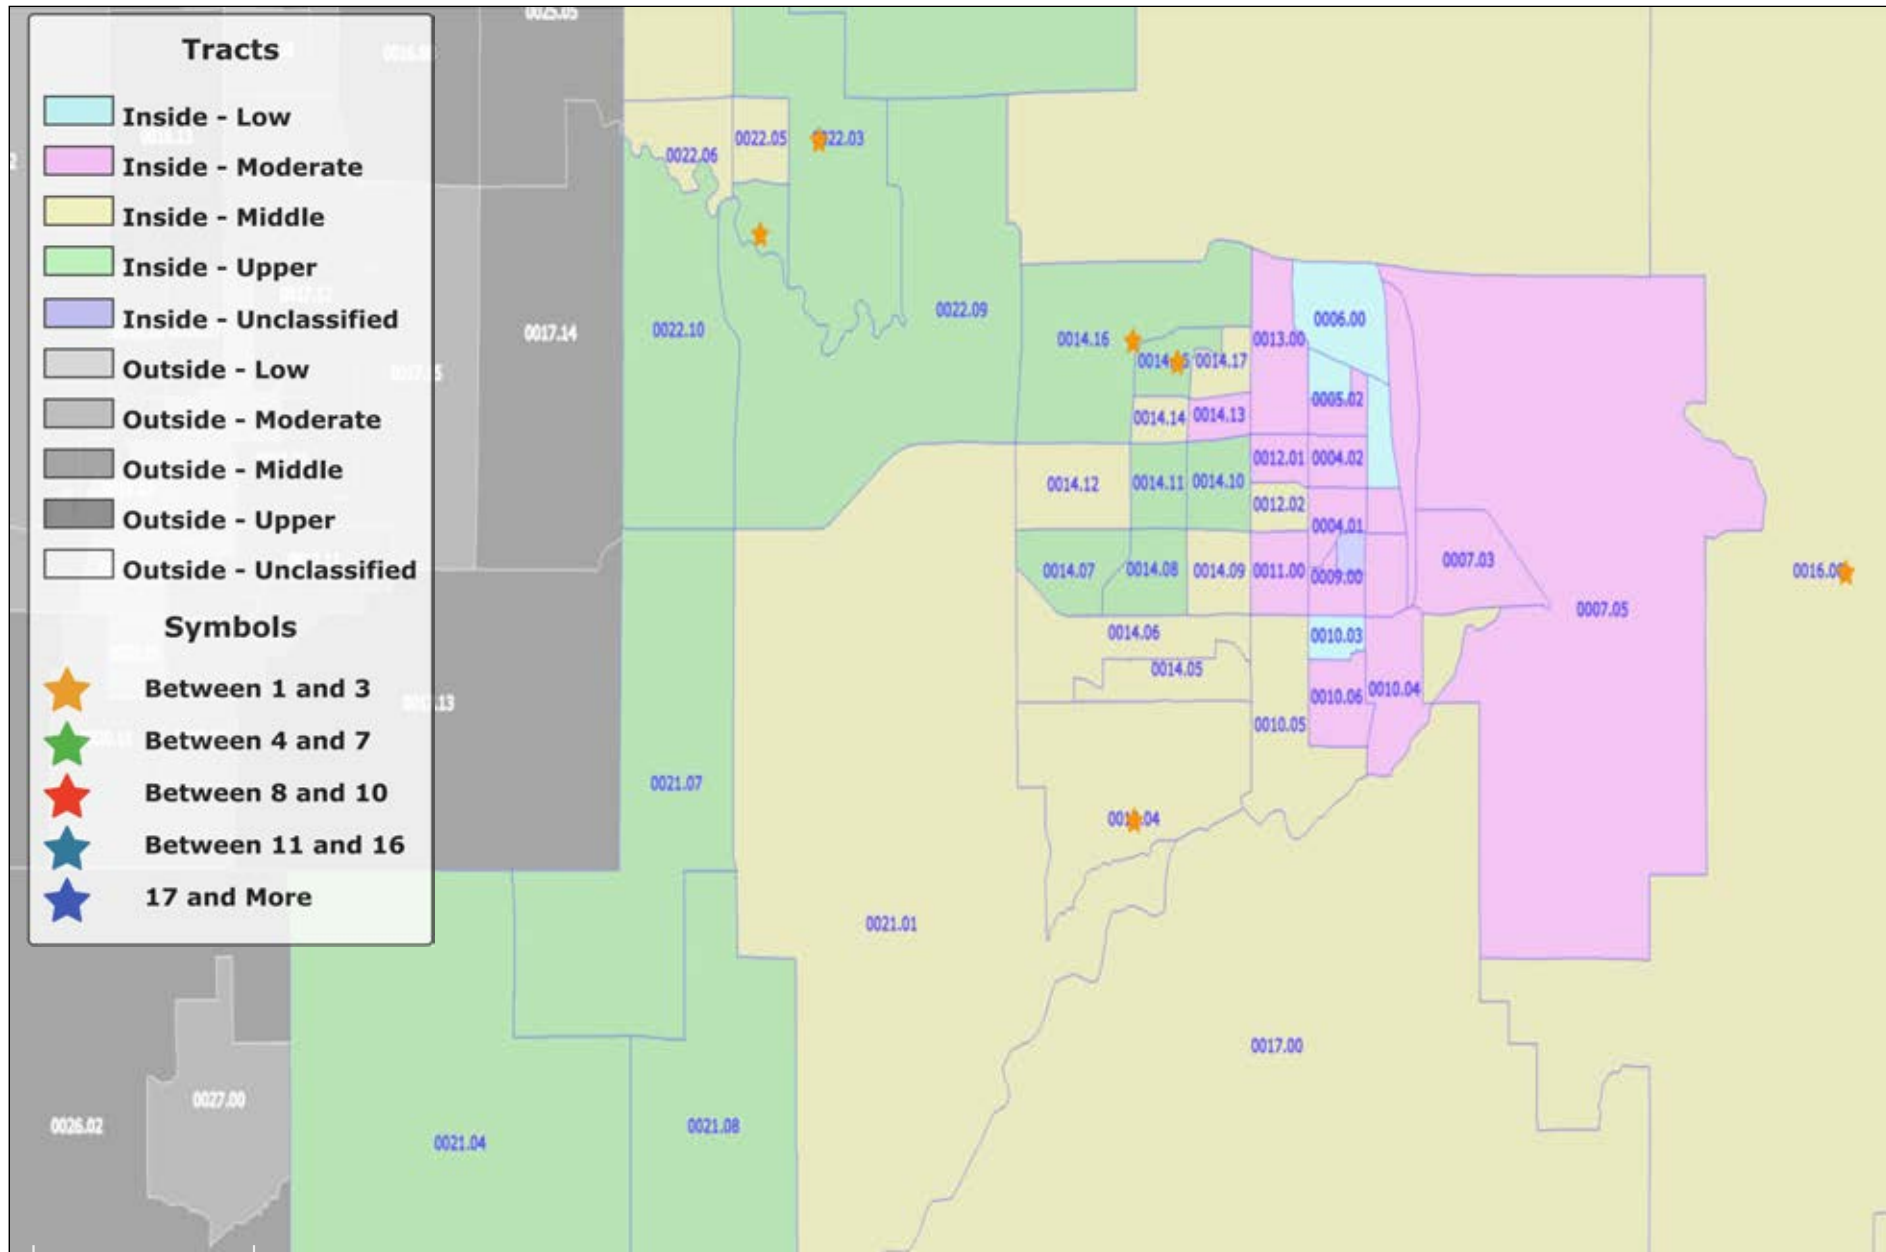 Tracts
Inside - Low
Inside - Moderate
Inside - Middle
Inside - Upper
Inside - Unclassified
Outside - Low
Outside - Moderate
Outside - Middle
Outside - Upper
Outside - Unclassified
Symbols
Between 1 and 3
Between 4 and 7
Between 8 and 10
Between 11 and 16
17 and More
0025.05
0022.05
0022.06
0022.09
0022.10
0017.14
0014.16
0014.17
0013.00
0006.00
0005.02
0014.14
0014.13
0012.01
0004.02
0014.12
0014.11
0014.10
0012.02
0004.01
0007.03
0014.07
0014.08
0014.09
0011.00
0009.00
0007.05
0014.06
0010.03
0014.05
0010.06
0010.04
0010.05
0021.07
0021.01
0017.00
0027.00
0026.02
0021.04
0021.08